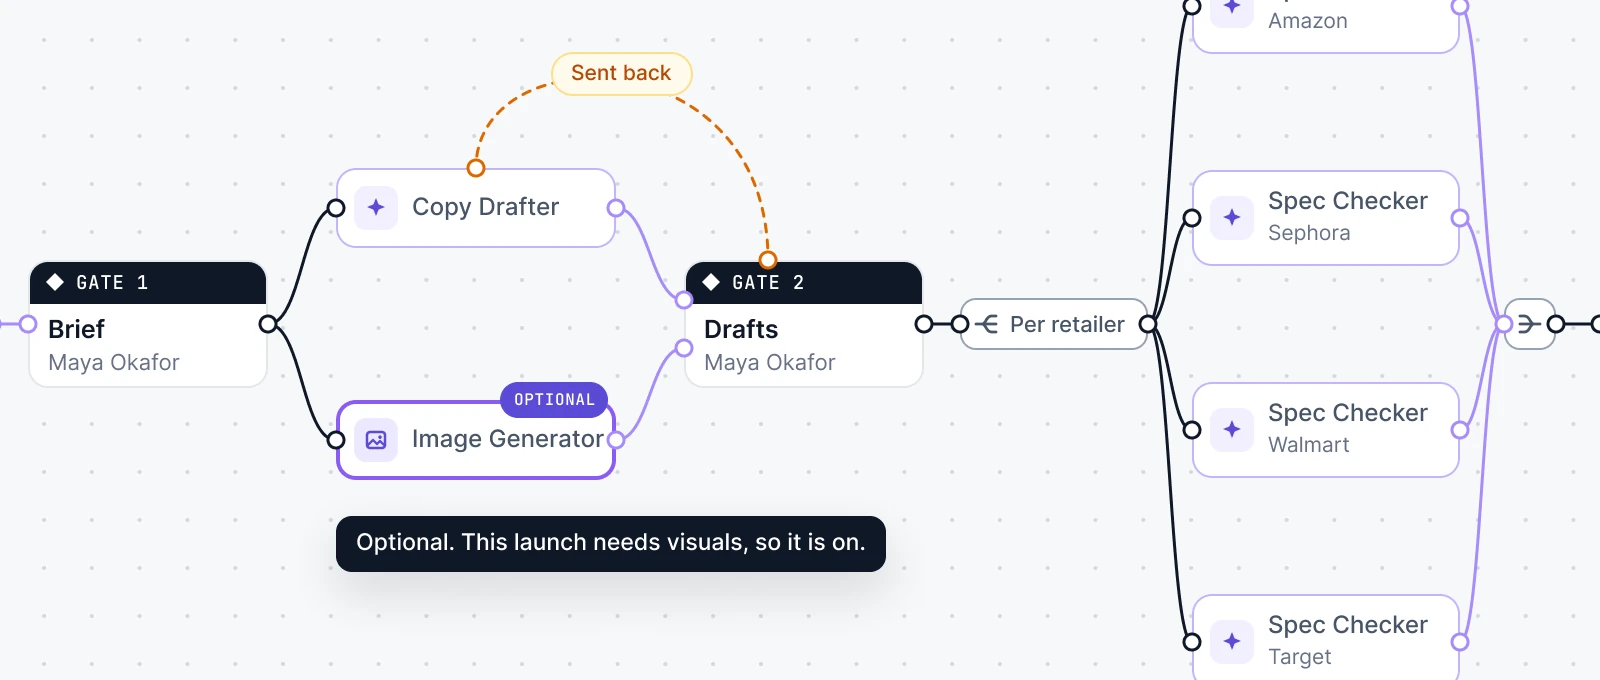 Sent back
Copy Drafter
GATE 1
Brief
Maya Okafor
OPTIONAL
Image Generator
Optional. This launch needs visuals, so it is on.
GATE 2
Drafts
Maya Okafor
Per retailer
Amazon
Spec Checker
Sephora
Spec Checker
Walmart
Spec Checker
Target